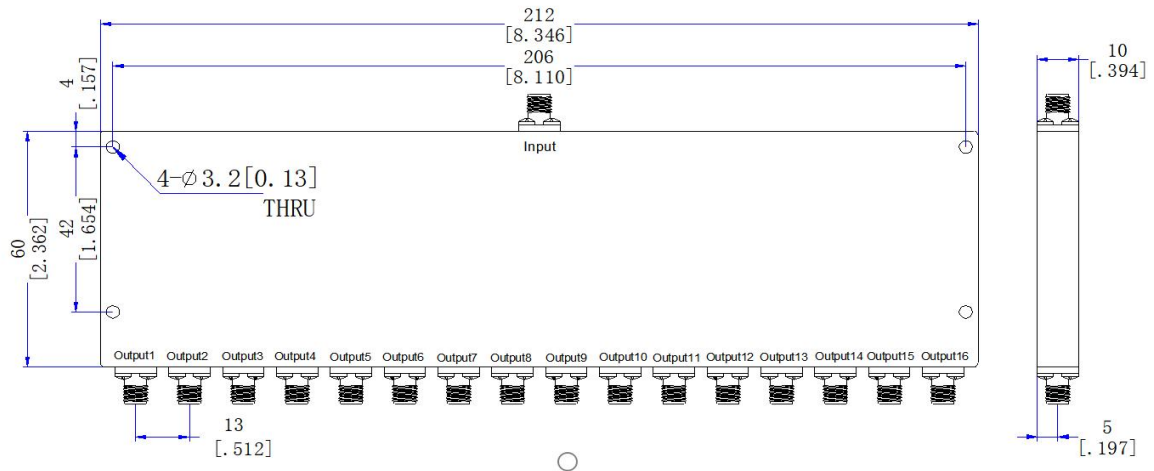 212
[8.346]
206
[8.110]
10
[.394]
4
[.157]
Input
4-∅3.2[0.13]
THRU
60
[2.362]
42
[1.654]
Output1
Output2
Output3
Output4
Output5
Output6
Output7
Output8
Output9
Output10
Output11
Output12
Output13
Output14
Output15
Output16
13
[.512]
5
[.197]